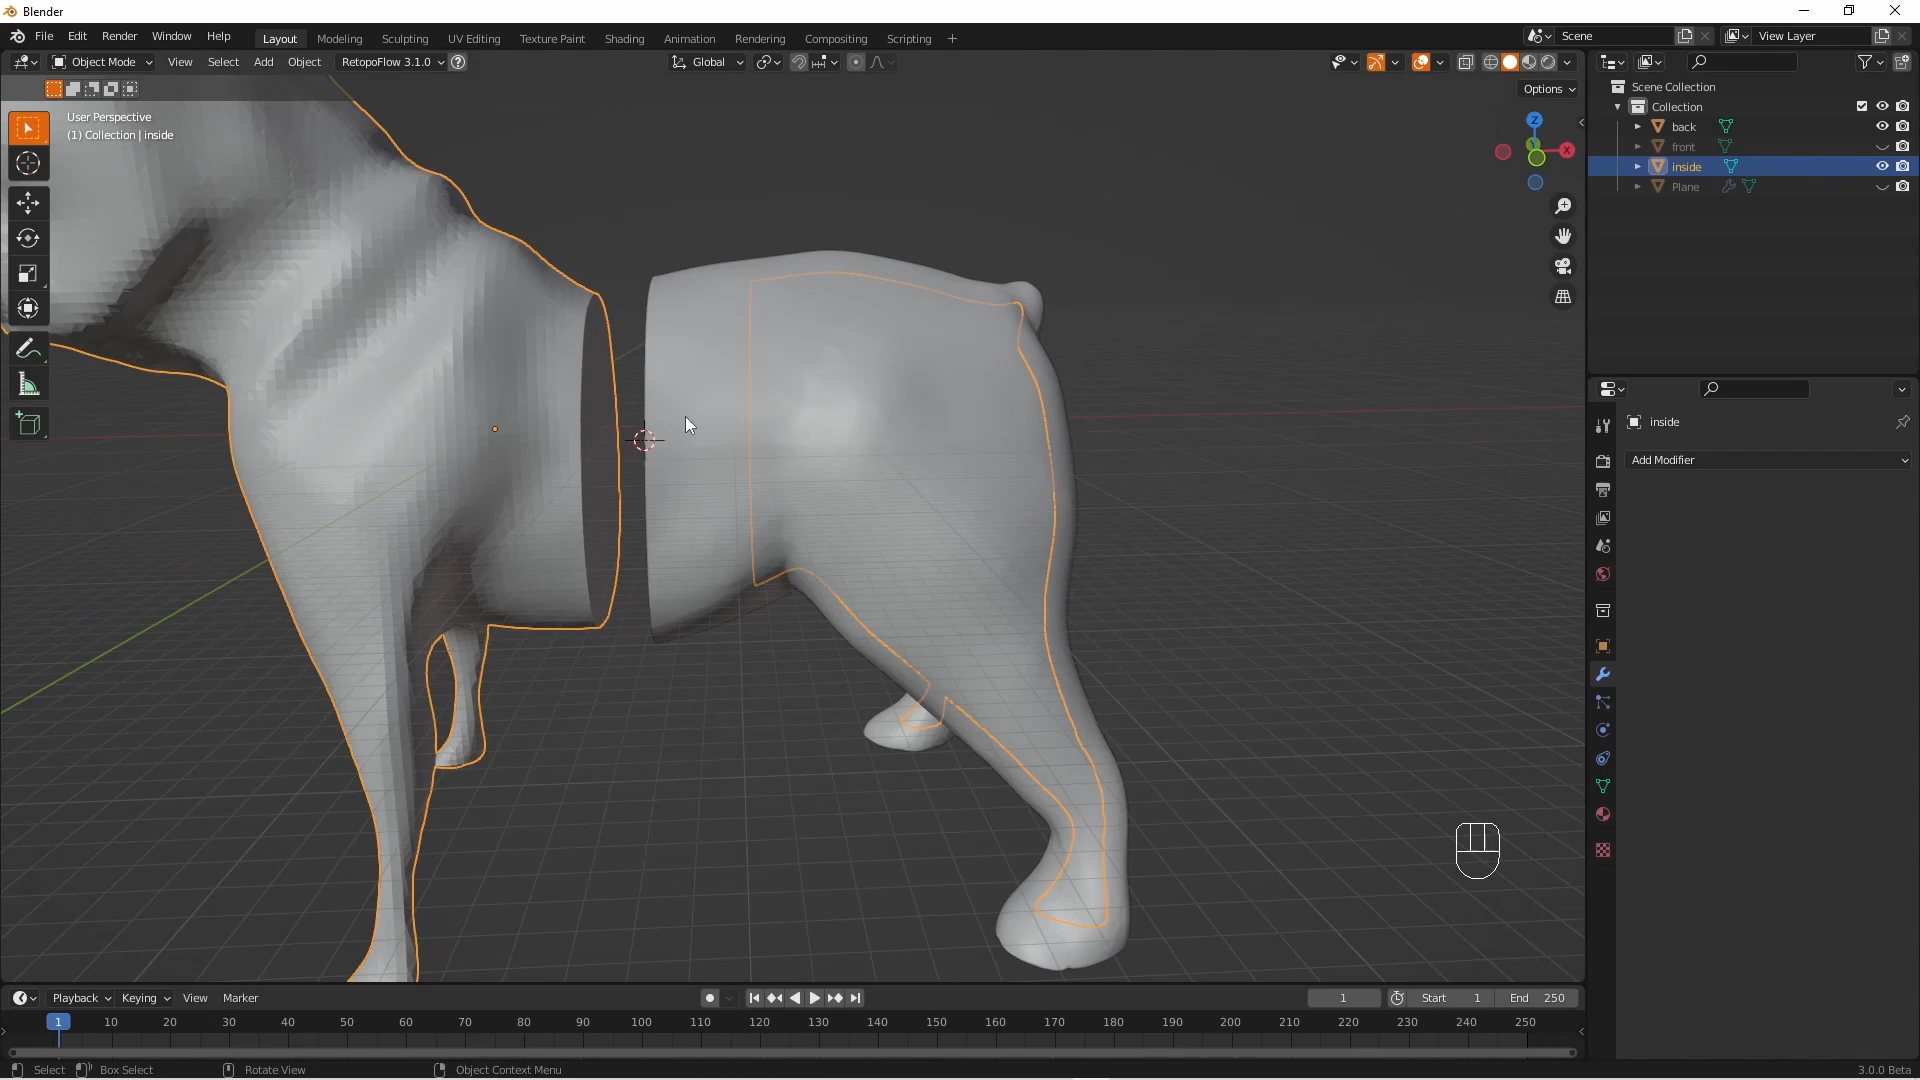 Blender
File Edit Render Window Help
Layout Modeling Sculpting UV Editing Texture Paint Shading Animation Rendering Compositing Scripting
Scene
View Layer
Object Mode View Select Add Object RetopoFlow 3.1.0
Global
Options
User Perspective
(1) Collection | inside
Z
X
Y
Scene Collection
Collection
back
front
inside
Plane
inside
Add Modifier
Playback Keying View Marker
1
Start 1
End 250
1 10 20 30 40 50 60 70 80 90 100 110 120 130 140 150 160 170 180 190 200 210 220 230 240 250
Select
Box Select
Rotate View
Object Context Menu
3.0.0 Beta